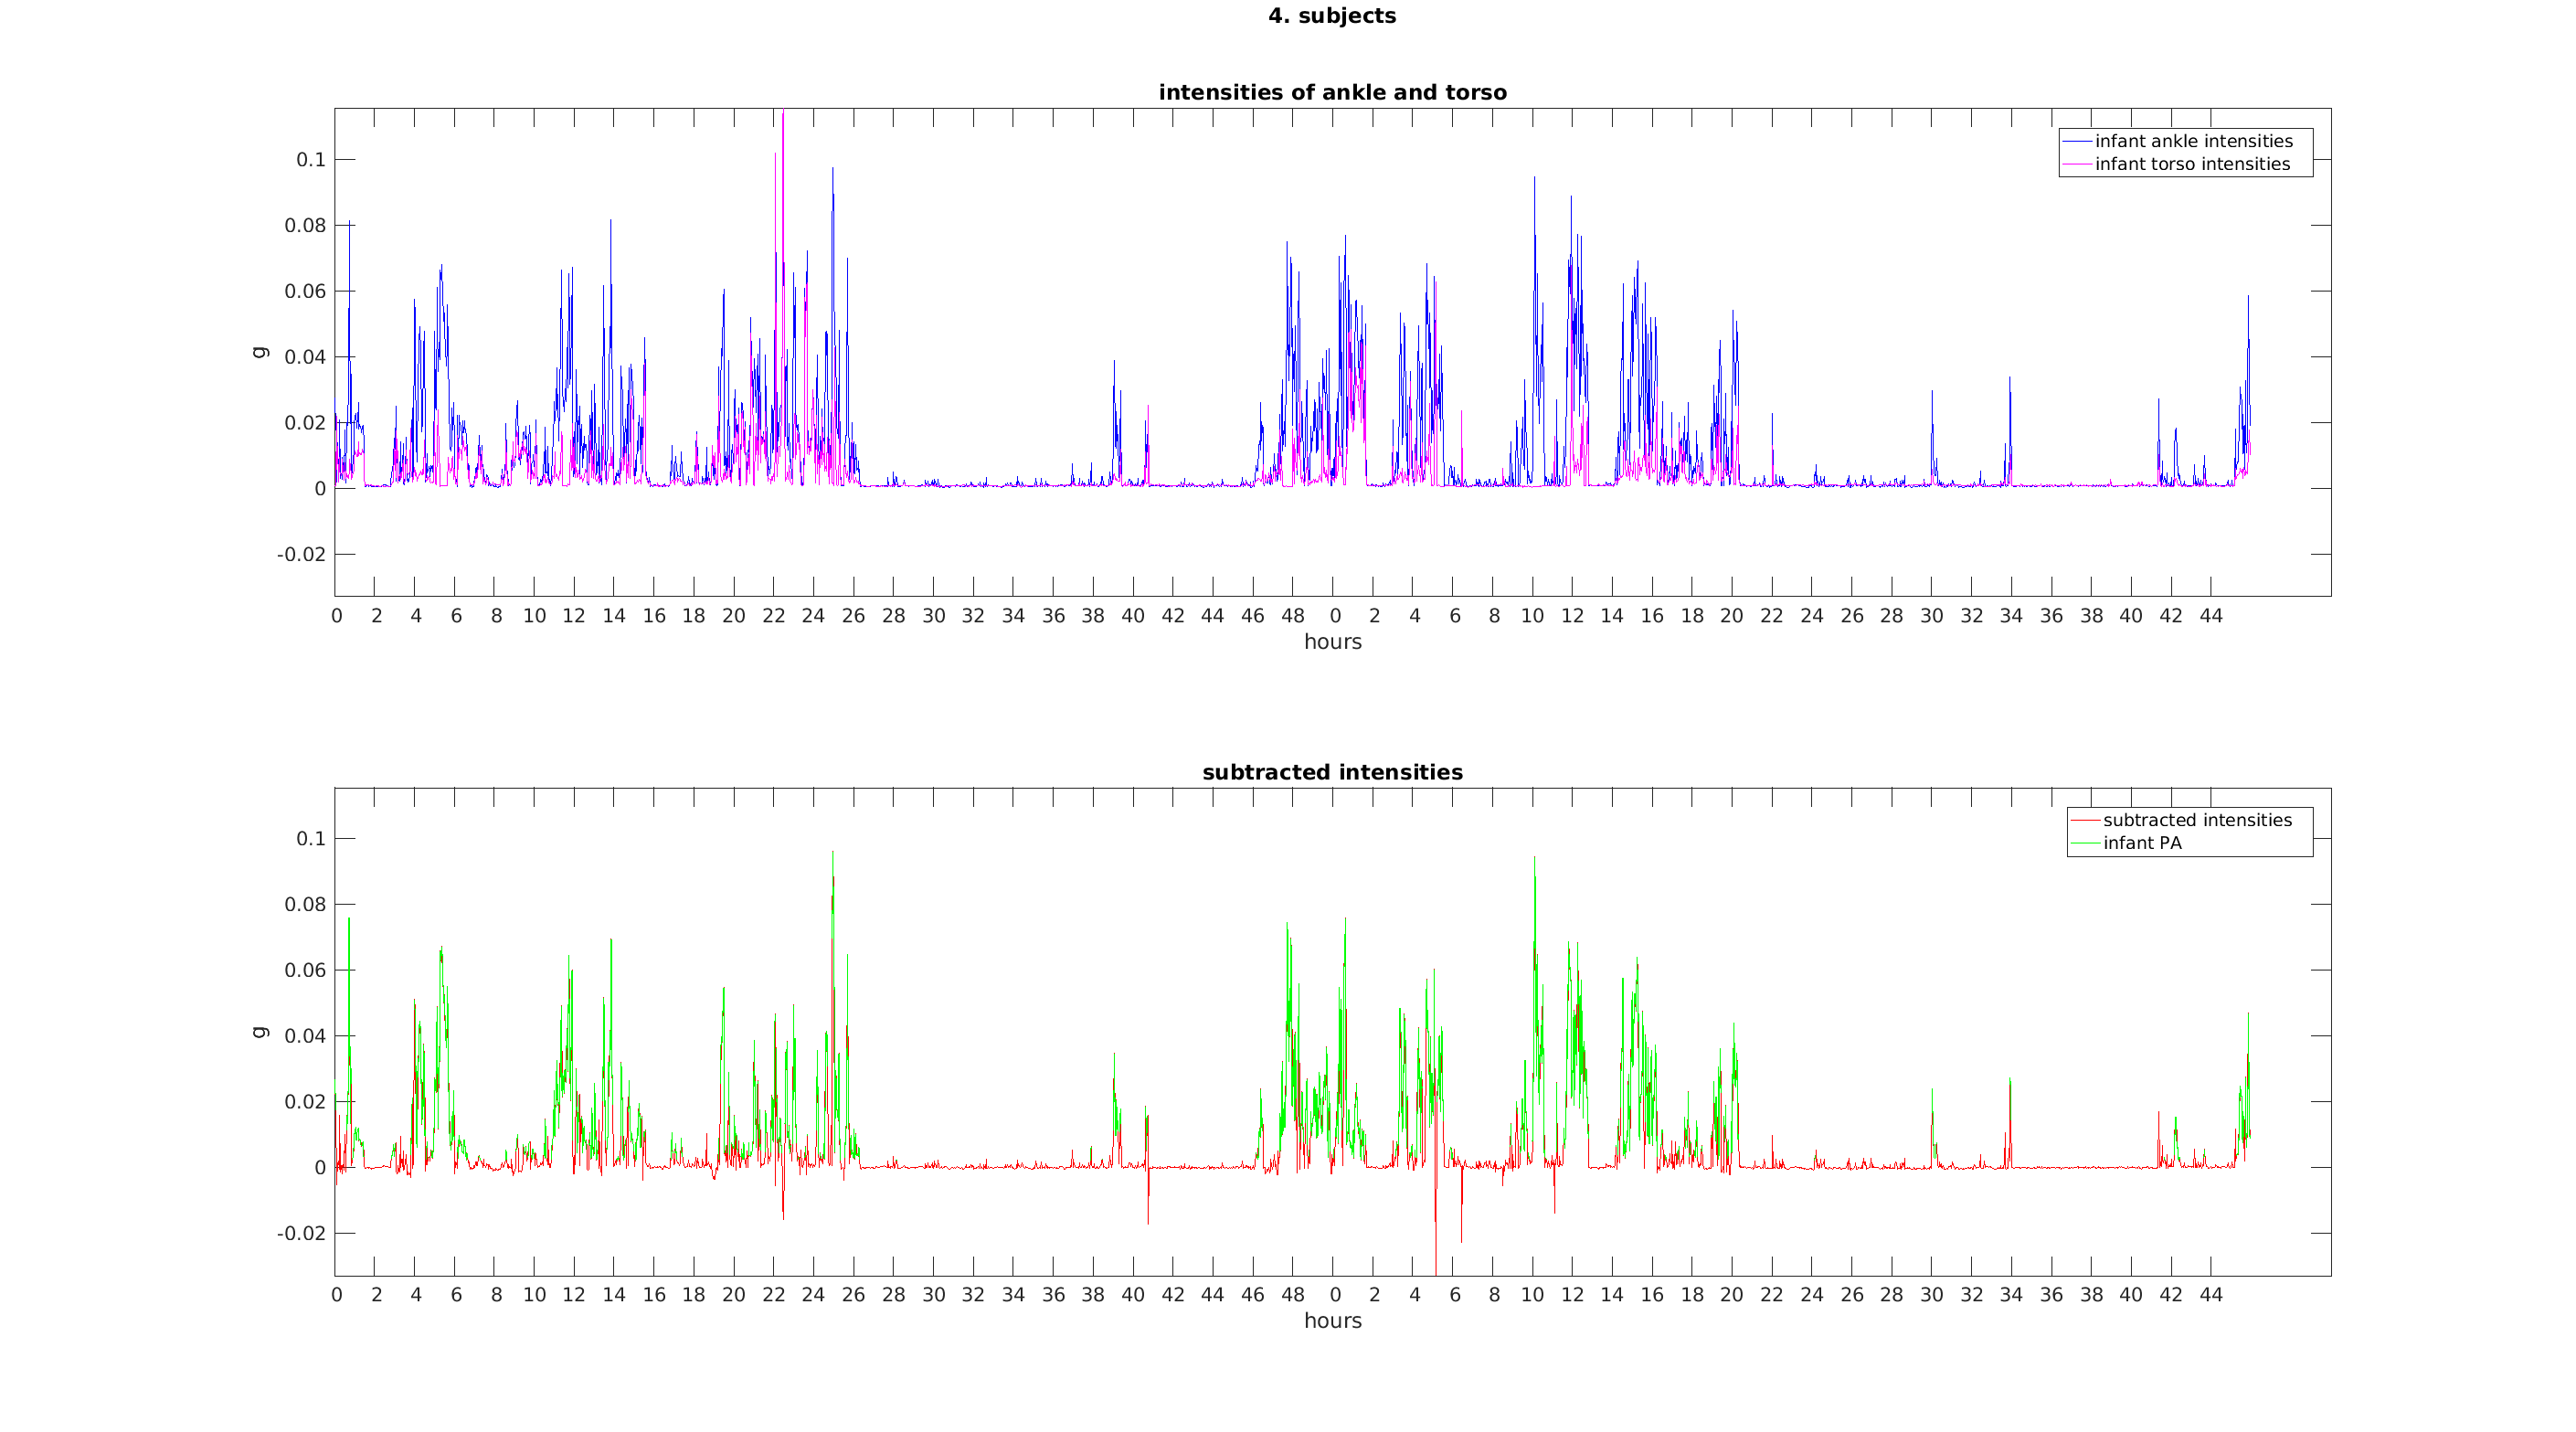 4. subjects
intensities of ankle and torso
infant ankle intensities
infant torso intensities
0.1
0.08
0.06
0.04
0.02
0
-0.02
g
0 2 4 6 8 10 12 14 16 18 20 22 24 26 28 30 32 34 36 38 40 42 44 46 48 0 2 4 6 8 10 12 14 16 18 20 22 24 26 28 30 32 34 36 38 40 42 44
hours
subtracted intensities
subtracted intensities
infant PA
0.1
0.08
0.06
0.04
0.02
0
-0.02
g
0 2 4 6 8 10 12 14 16 18 20 22 24 26 28 30 32 34 36 38 40 42 44 46 48 0 2 4 6 8 10 12 14 16 18 20 22 24 26 28 30 32 34 36 38 40 42 44
hours